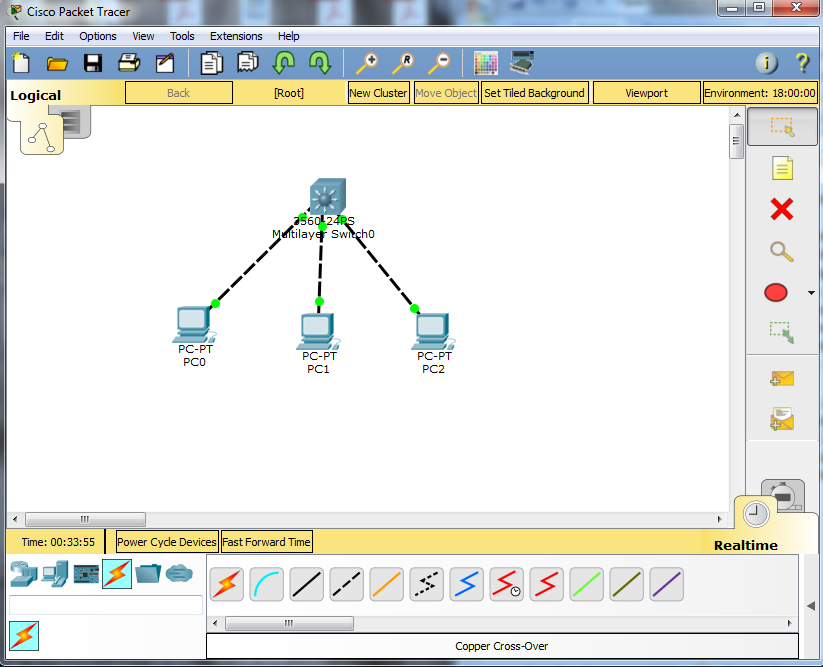 Cisco Packet Tracer
File Edit Options View Tools Extensions Help
Logical
Back
[Root]
New Cluster
Move Object
Set Tiled Background
Viewport
Environment: 18:00:00
3560-24PS
Multilayer Switch0
PC-PT
PC0
PC-PT
PC1
PC-PT
PC2
Time: 00:33:55
Power Cycle Devices
Fast Forward Time
Realtime
Copper Cross-Over